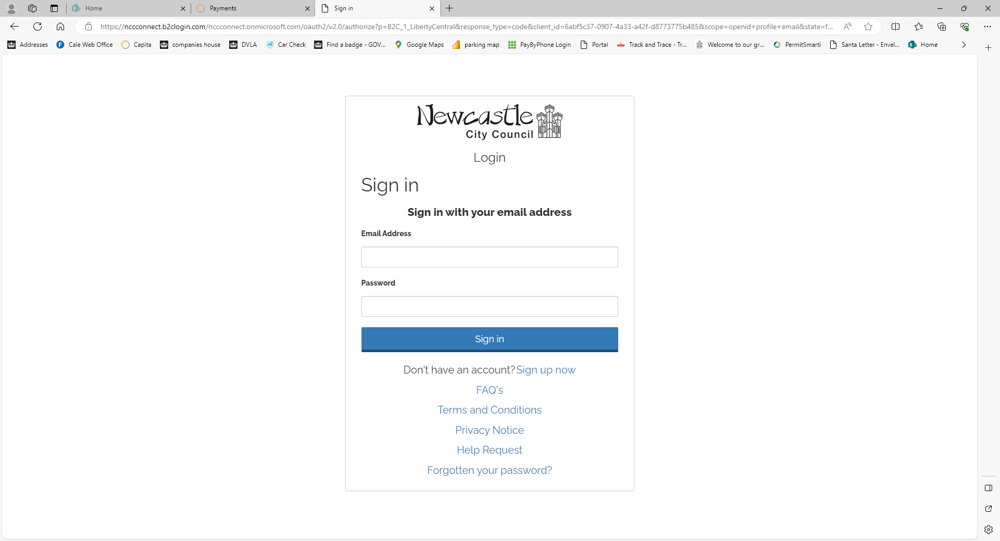 Home
Payments
Sign in
https://nccconnect.b2clogin.com/nccconnect.onmicrosoft.com/oauth2/v2.0/authorize?p=B2C_1_LibertyCentral&response_type=code&client_id=6abf5c37-0907-4a33-a42f-d8773775b485&scope=openid+profile+email&state=f...
Addresses
Cale Web Office
Capita
companies house
DVLA
Car Check
Find a badge - GOV...
Google Maps
parking map
PayByPhone Login
Portal
Track and Trace - Tr...
Welcome to our gr...
PermitSmarti
Santa Letter - Envel...
Home
Newcastle
City Council
Login
Sign in
Sign in with your email address
Email Address
Password
Sign in
Don't have an account? Sign up now
FAQ's
Terms and Conditions
Privacy Notice
Help Request
Forgotten your password?